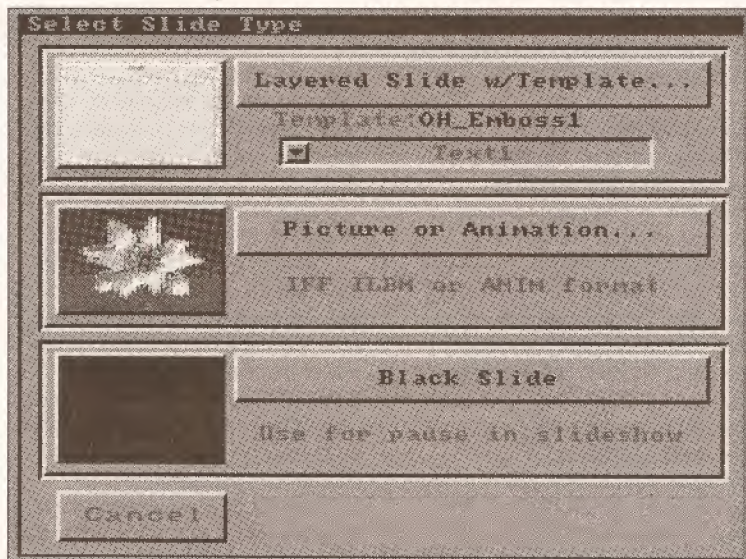 Select Slide Type
Layered Slide w/Template...
Template:OH_Emboss1
Text1
Picture or Animation...
IFF ILBM or ANIM format
Black Slide
Use for pause in slideshow
Cancel